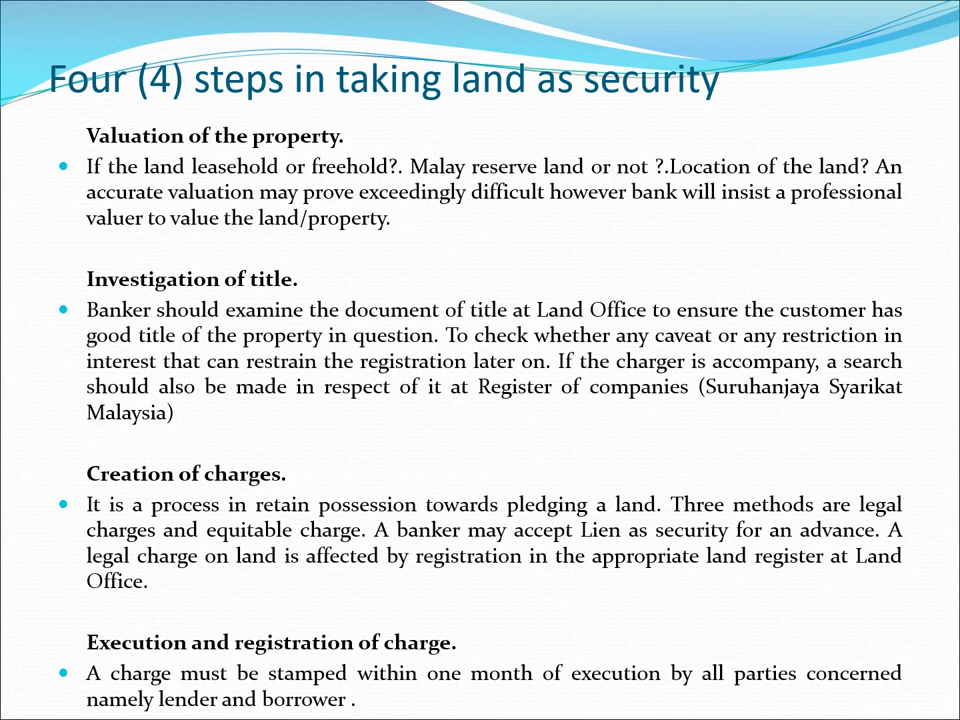 Four (4) steps in taking land as security
Valuation of the property.
If the land leasehold or freehold?. Malay reserve land or not ?.Location of the land? An
accurate valuation may prove exceedingly difficult however bank will insist a professional
valuer to value the land/property.
Investigation of title.
Banker should examine the document of title at Land Office to ensure the customer has
good title of the property in question. To check whether any caveat or any restriction in
interest that can restrain the registration later on. If the charger is accompany, a search
should also be made in respect of it at Register of companies (Suruhanjaya Syarikat
Malaysia)
Creation of charges.
It is a process in retain possession towards pledging a land. Three methods are legal
charges and equitable charge. A banker may accept Lien as security for an advance. A
legal charge on land is affected by registration in the appropriate land register at Land
Office.
Execution and registration of charge.
A charge must be stamped within one month of execution by all parties concerned
namely lender and borrower .